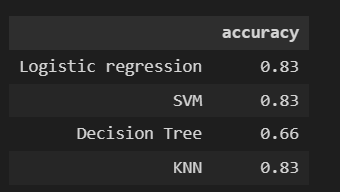 accuracy
Logistic regression 0.83
SVM 0.83
Decision Tree 0.66
KNN 0.83